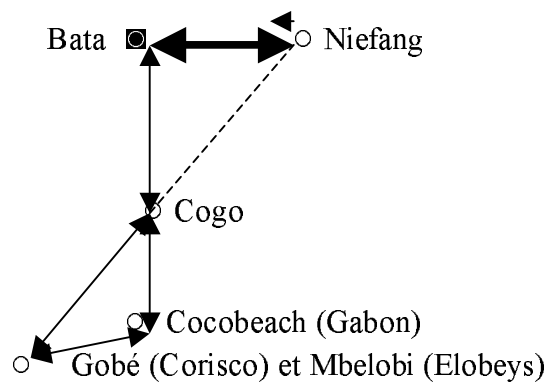 Bata Niefang
Cogo
Cocobeach (Gabon)
Gobé (Corisco) et Mbelobi (Elobeys)